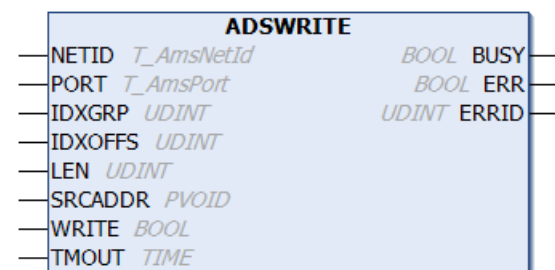 ADSWRITE
NETID T_AmsNetId BOOL BUSY
PORT T_AmsPort BOOL ERR
IDXGRP UDINT UDINT ERRID
IDXOFFS UDINT
LEN UDINT
SRCADDR PVOID
WRITE BOOL
TMOUT TIME